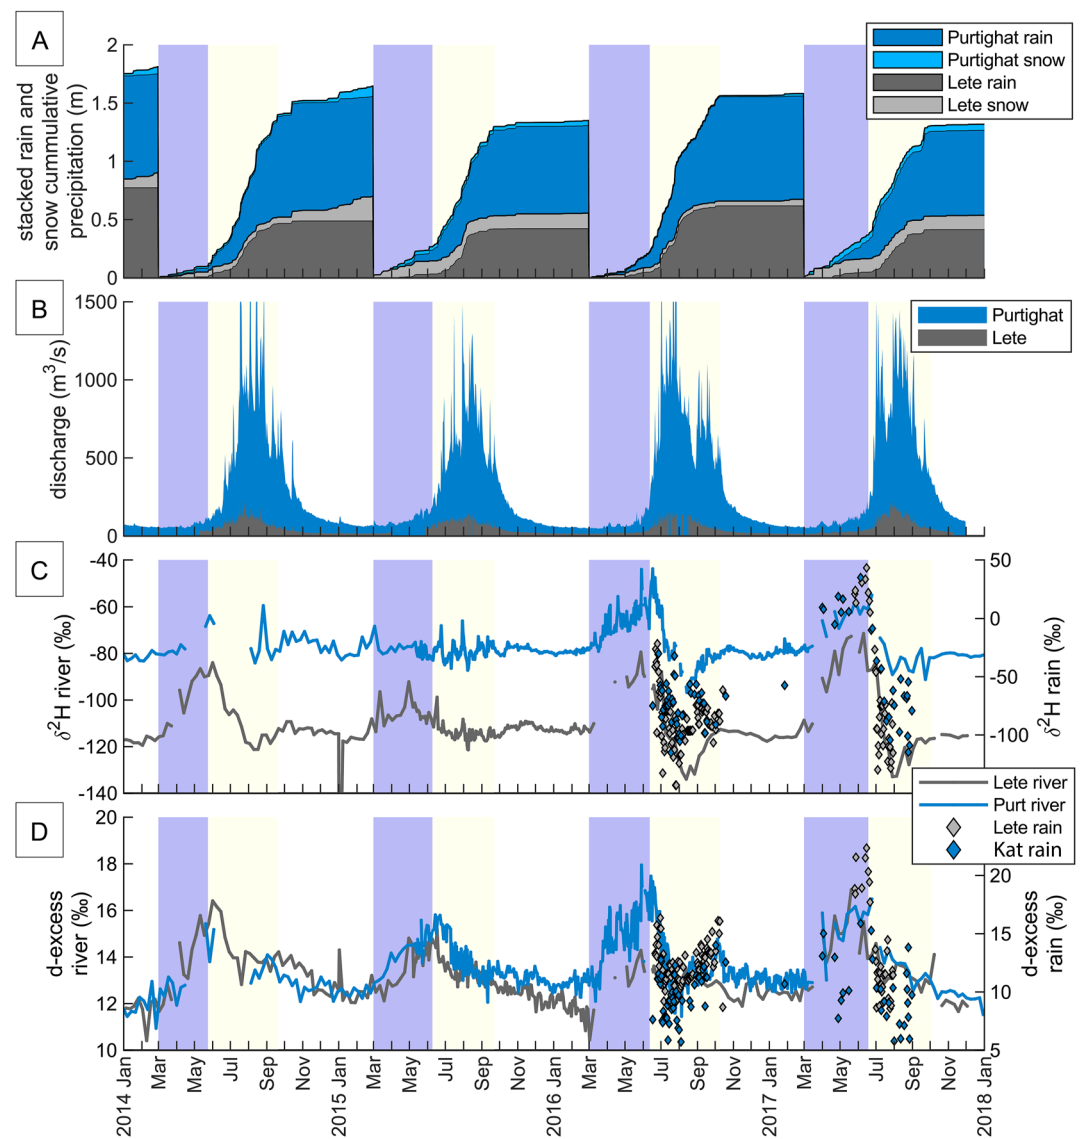 A
stacked rain and
snow cummulative
precipitation (m)
2
1.5
1
0.5
0
Purtighat rain
Purtighat snow
Lete rain
Lete snow
B
discharge (m³/s)
1500
1000
500
0
Purtighat
Lete
C
δ²H river (‰)
-40
-60
-80
-100
-120
-140
50
0
-50
-100
δ²H rain (‰)
Lete river
Purt river
Lete rain
Kat rain
D
d-excess
river (‰)
20
18
16
14
12
10
20
15
10
5
d-excess
rain (‰)
Jan Mar May Jul Sep Nov Jan Mar May Jul Sep Nov Mar May Jul Sep Nov Mar May Jul Sep Nov Jan
2014 2015 2016 2017 2018